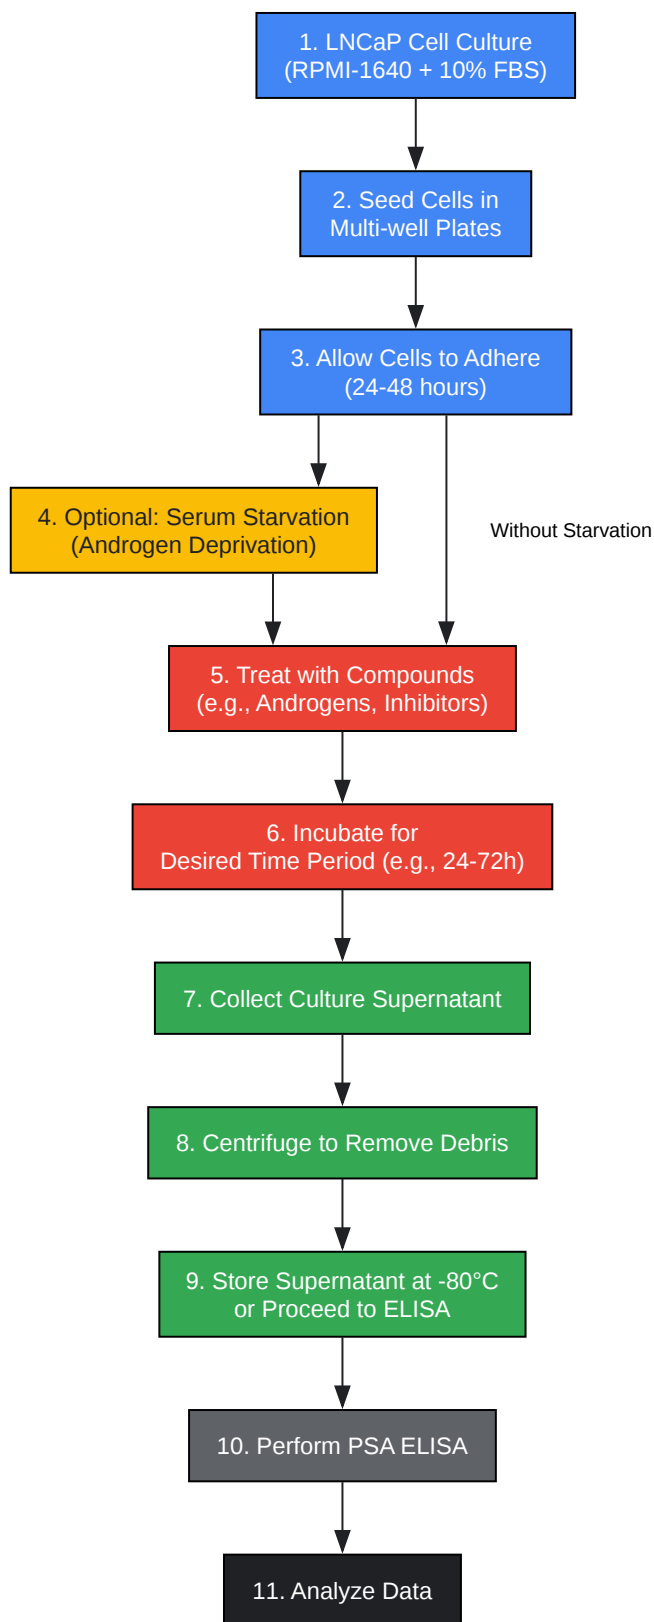 1. LNCaP Cell Culture
(RPMI-1640 + 10% FBS)
2. Seed Cells in
Multi-well Plates
3. Allow Cells to Adhere
(24-48 hours)
4. Optional: Serum Starvation
(Androgen Deprivation)
Without Starvation
5. Treat with Compounds
(e.g., Androgens, Inhibitors)
6. Incubate for
Desired Time Period (e.g., 24-72h)
7. Collect Culture Supernatant
8. Centrifuge to Remove Debris
9. Store Supernatant at -80°C
or Proceed to ELISA
10. Perform PSA ELISA
11. Analyze Data